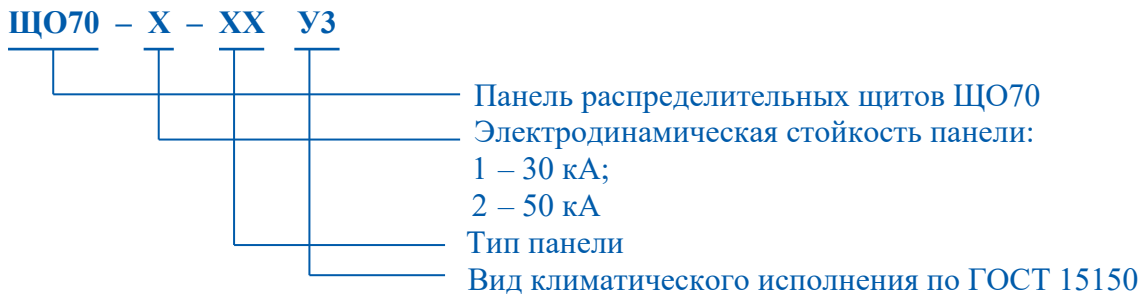 ЩО70 – Х – ХХ У3
Панель распределительных щитов ЩО70
Электродинамическая стойкость панели:
1 – 30 кА;
2 – 50 кА
Тип панели
Вид климатического исполнения по ГОСТ 15150